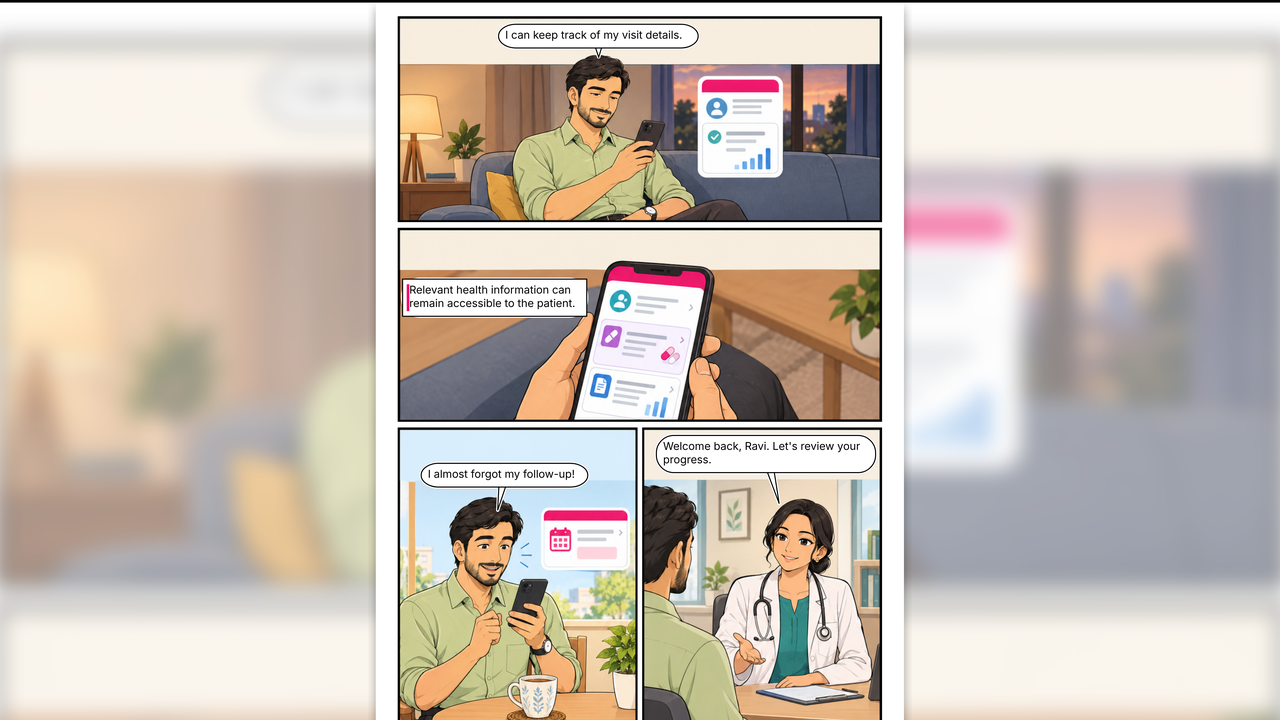 I can keep track of my visit details.
Relevant health information can
remain accessible to the patient.
I almost forgot my follow-up!
Welcome back, Ravi. Let's review your
progress.